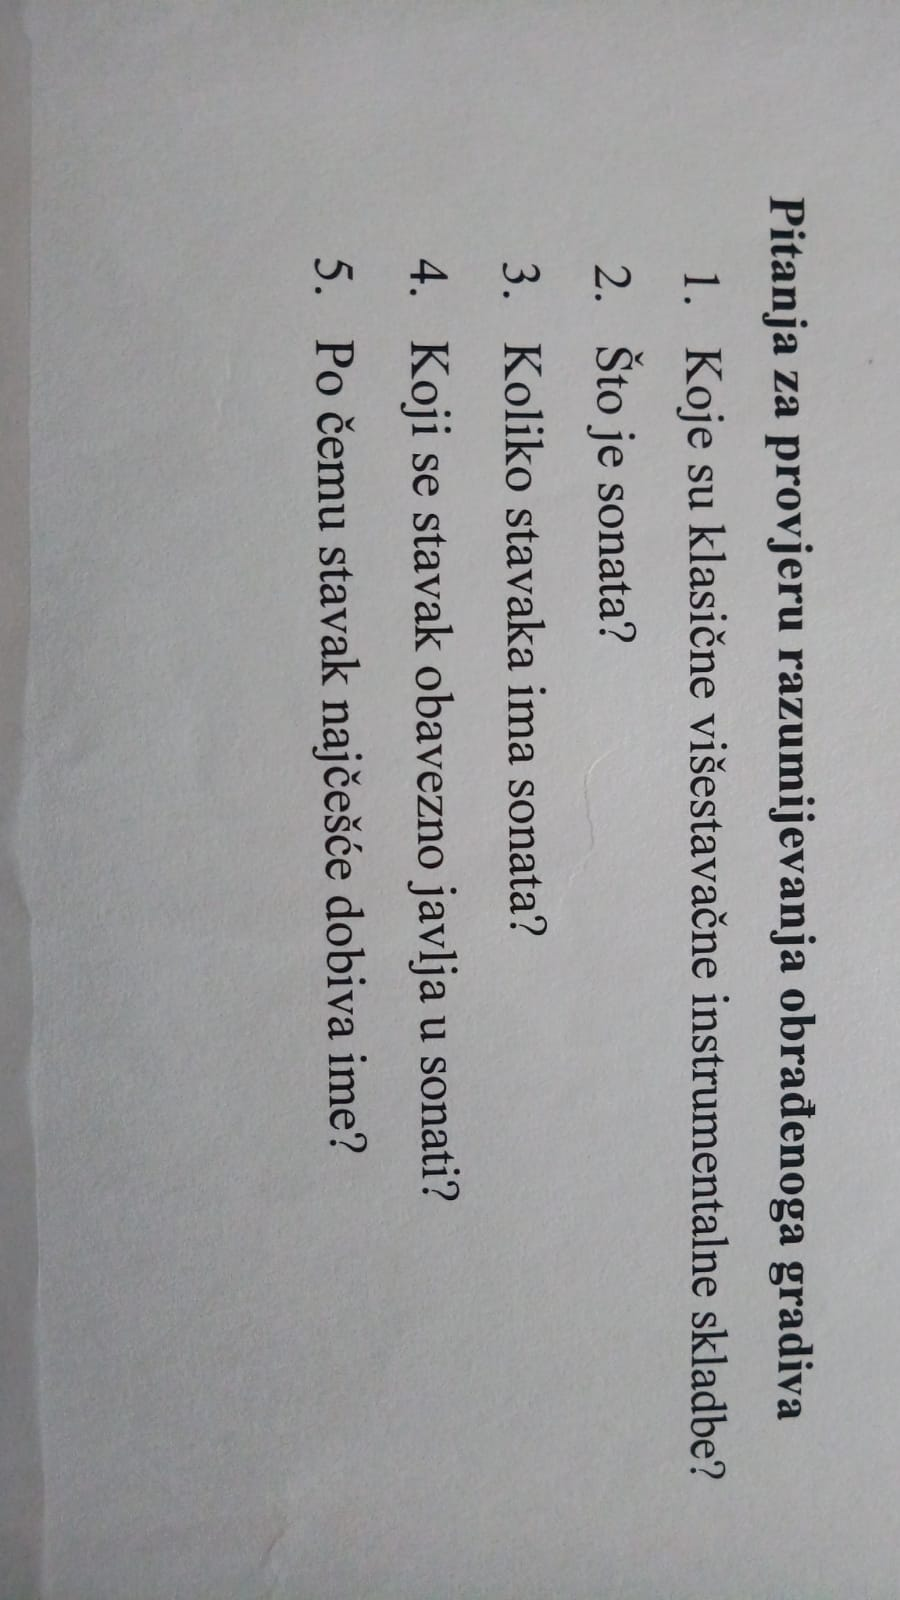 Pitanja za provjeru razumijevanja obrađenoga gradiva
1. Koje su klasične višestavačne instrumentalne skladbe?
2. Što je sonata?
3. Koliko stavaka ima sonata?
4. Koji se stavak obavezno javlja u sonati?
5. Po čemu stavak najčešće dobiva ime?